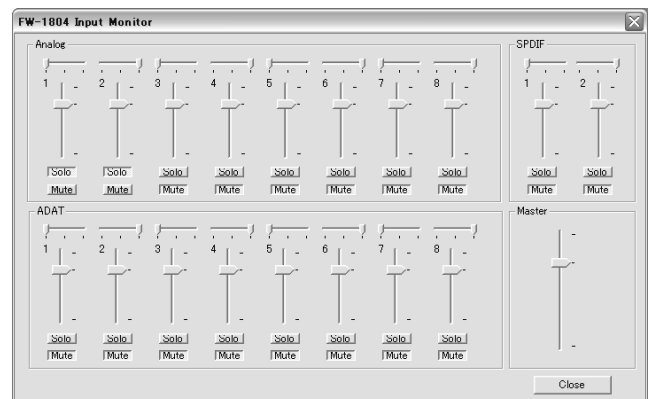 FW-1804 Input Monitor
Analog
1 2 3 4 5 6 7 8
Solo Solo Solo Solo Solo Solo Solo Solo
Mute Mute Mute Mute Mute Mute Mute Mute
SPDIF
1 2
Solo Solo
Mute Mute
ADAT
1 2 3 4 5 6 7 8
Solo Solo Solo Solo Solo Solo Solo Solo
Mute Mute Mute Mute Mute Mute Mute Mute
Master
Close